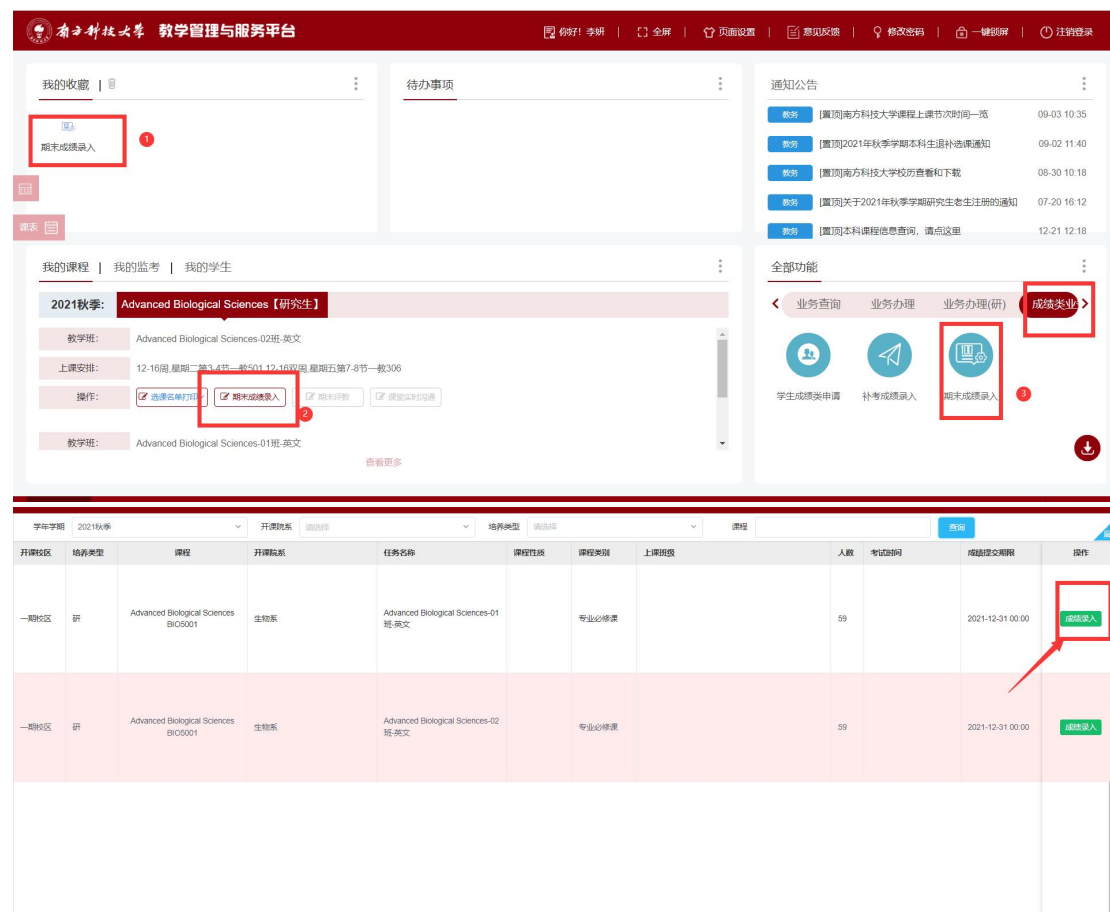 南方科技大学 教学管理与服务平台
你好! 李妍 | 全屏 | 页面设置 | 意见反馈 | 修改密码 | 一键锁屏 | 注销登录
我的收藏 |
期末成绩录入
1
课表
待办事项
通知公告
教务 [置顶]南方科技大学课程上课节次时间一览 09-03 10:35
教务 [置顶]2021年秋季学期本科生退补选课通知 09-02 11:40
教务 [置顶]南方科技大学校历查看和下载 08-30 10:18
教务 [置顶]关于2021年秋季学期研究生老生注册的通知 07-20 16:12
教务 [置顶]本科课程信息查询，请点这里 12-21 12:18
我的课程 | 我的监考 | 我的学生
2021秋季: Advanced Biological Sciences【研究生】
教学班: Advanced Biological Sciences-02班-英文
上课安排: 12-16周,星期二第3-4节—教501,12-16双周,星期五第7-8节—教306
操作: 选课名单打印 期末成绩录入 期末评教 课堂实时沟通
2
教学班: Advanced Biological Sciences-01班-英文
查看更多
全部功能
业务查询 业务办理 业务办理(研) 成绩类业
学生成绩类申请 补考成绩录入 期末成绩录入
3
学年学期 2021秋季 开课院系 请选择 培养类型 请选择 课程 查询
开课校区 培养类型 课程 开课院系 任务名称 课程性质 课程类别 上课班级 人数 考试时间 成绩提交期限 操作
一期校区 研 Advanced Biological Sciences BIO5001 生物系 Advanced Biological Sciences-01班-英文 专业必修课 59 2021-12-31 00:00 成绩录入
一期校区 研 Advanced Biological Sciences BIO5001 生物系 Advanced Biological Sciences-02班-英文 专业必修课 59 2021-12-31 00:00 成绩录入